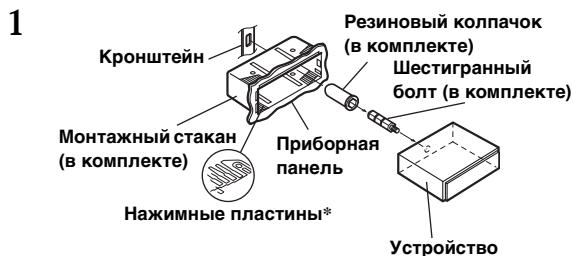 1
Резиновый колпачок
(в комплекте)
Кронштейн
Шестигранный
болт (в комплекте)
Монтажный стакан
(в комплекте)
Приборная
панель
Нажимные пластины*
Устройство